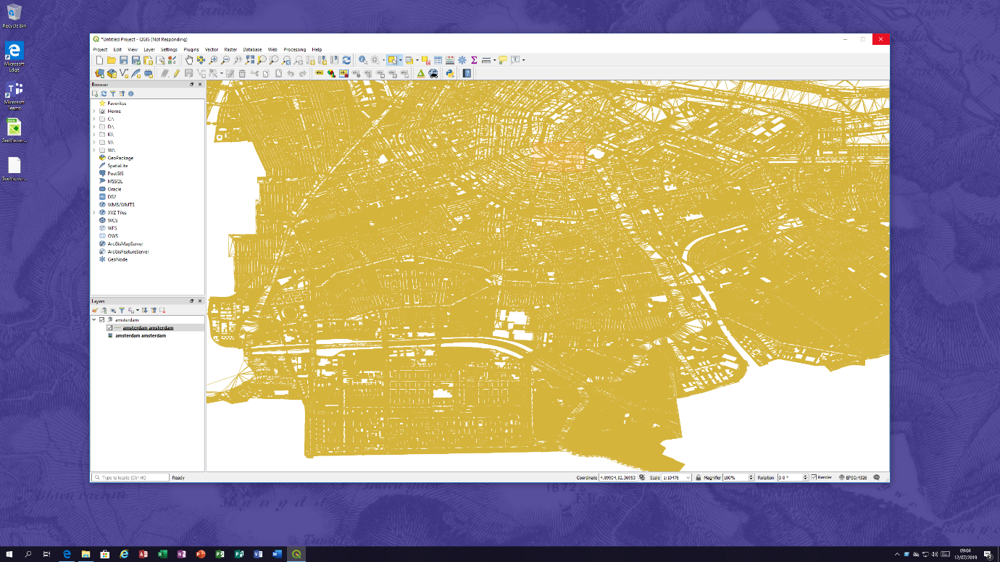 Recycle Bin
Microsoft
Edge
Microsoft
Teams
GeoViewer...
GeoViewer...
*Untitled Project - QGIS (Not Responding)
Project Edit View Layer Settings Plugins Vector Raster Database Web Processing Help
Browser
Favorites
Home
C:\
D:\
K:\
V:\
W:\
GeoPackage
SpatiaLite
PostGIS
MSSQL
Oracle
DB2
WMS/WMTS
XYZ Tiles
WCS
WFS
OWS
ArcGisMapServer
ArcGisFeatureServer
GeoNode
Layers
amsterdam
amsterdam amsterdam
amsterdam amsterdam
Type to locate (Ctrl+K) Ready Coordinate 4.89904,52.36953 Scale 1:10476 Magnifier 100% Rotation 0.0 ° Render EPSG:4326
1872
09:04
12/07/2019
2